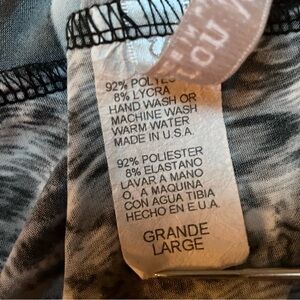 92% POLYES
8% LYCRA
HAND WASH OR
MACHINE WASH
WARM WATER
MADE IN U.S.A.
92% POLIESTER
8% ELASTANO
LAVAR A MANO
O, A MAQUINA
CON AGUA TIBIA
HECHO EN E.U.A.
GRANDE
LARGE